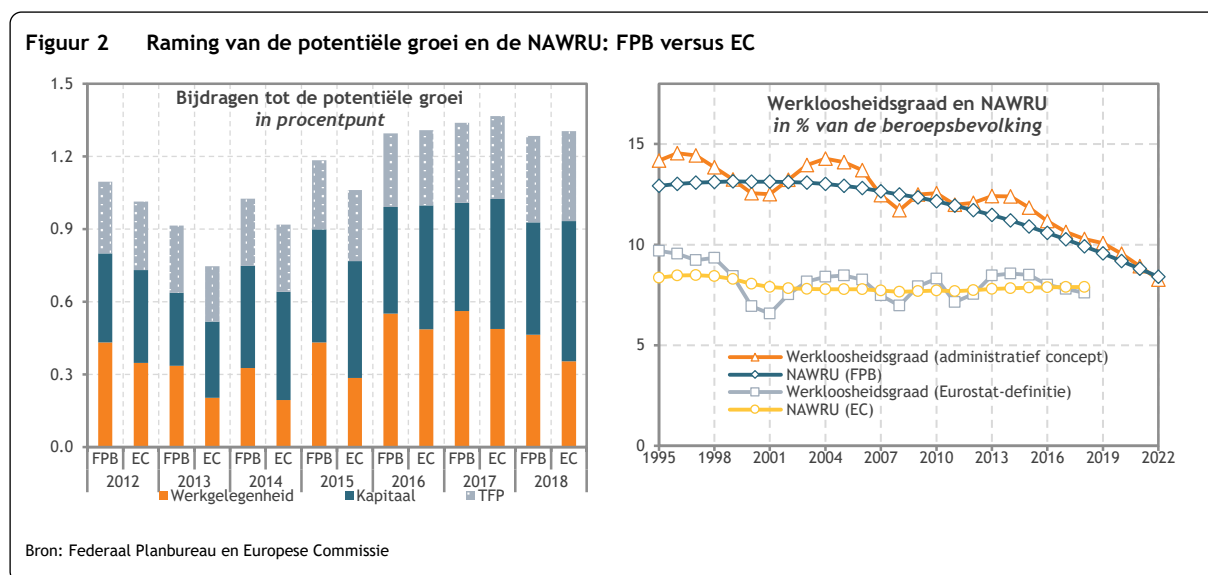 Figuur 2 Raming van de potentiële groei en de NAWRU: FPB versus EC
Bijdragen tot de potentiële groei
in procentpunt
1.5
1.2
0.9
0.6
0.3
0.0
FPB EC FPB EC FPB EC FPB EC FPB EC FPB EC FPB EC
2012 2013 2014 2015 2016 2017 2018
Werkgelegenheid Kapitaal TFP
Werkloosheidsgraad en NAWRU
in % van de beroepsbevolking
15
10
5
0
Werkloosheidsgraad (administratief concept)
NAWRU (FPB)
Werkloosheidsgraad (Eurostat-definitie)
NAWRU (EC)
1995 1998 2001 2004 2007 2010 2013 2016 2019 2022
Bron: Federaal Planbureau en Europese Commissie